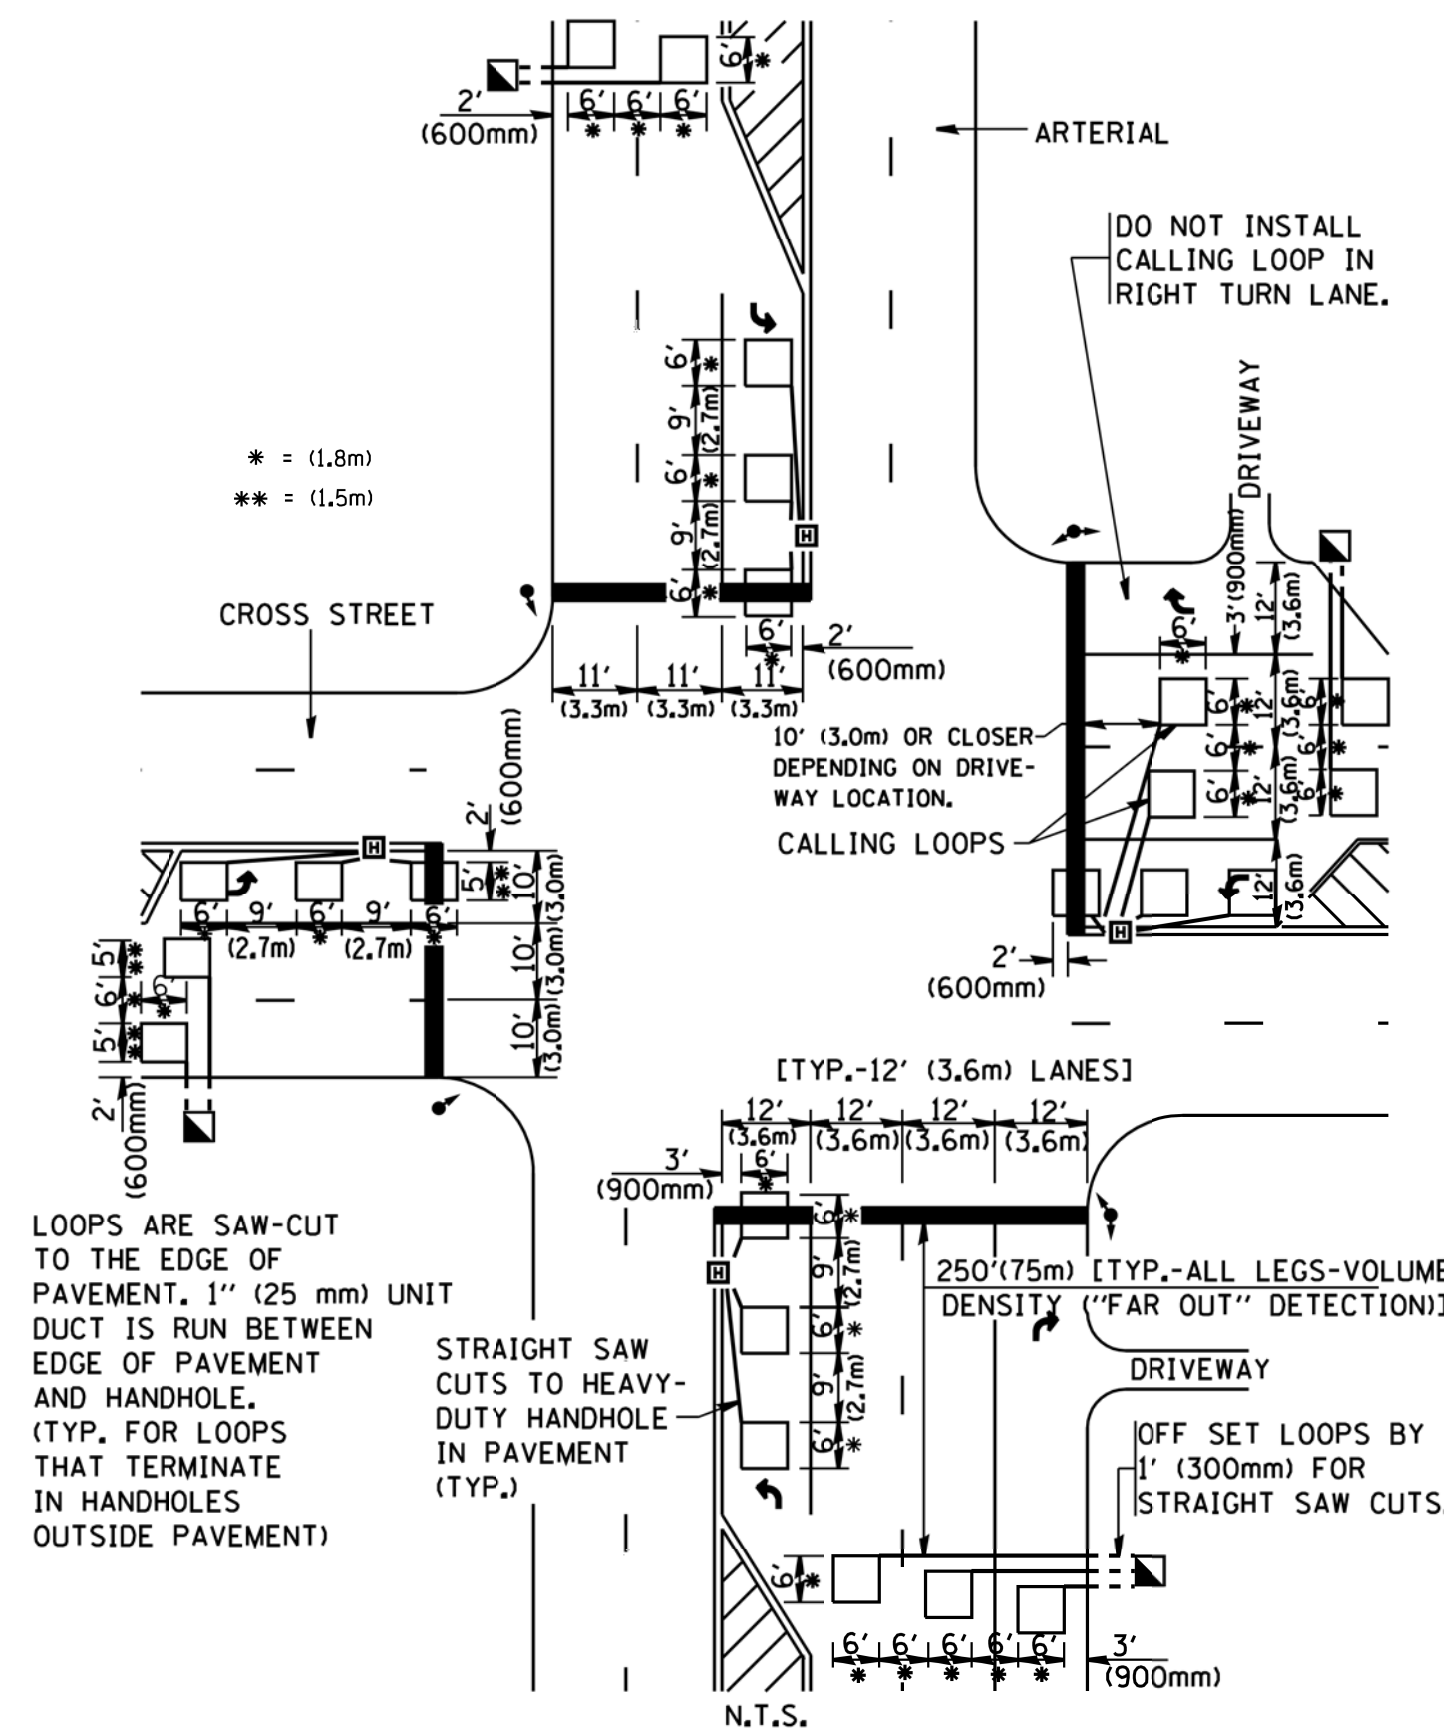 6' *
2'
(600mm)
6' 6' 6'
* * *
ARTERIAL
DO NOT INSTALL
CALLING LOOP IN
RIGHT TURN LANE.
DRIVEWAY
6' *
9' (2.7m)
6' *
9' (2.7m)
6' *
* = (1.8m)
** = (1.5m)
H
CROSS STREET
6'
*
2'
(600mm)
11' 11' 11'
(3.3m) (3.3m) (3.3m)
3'(900mm)
12' (3.6m)
6'
*
6' *
12' (3.6m)
6' *
6' *
12' (3.6m)
6' *
6' *
6' *
12' (3.6m)
10' (3.0m) OR CLOSER
DEPENDING ON DRIVE-
WAY LOCATION.
CALLING LOOPS
2' (600mm)
H
5' **
10' (3.0m)
6' 9' 6' 9' 6'
* (2.7m) * (2.7m) *
10' (3.0m)
10' (3.0m)
5' **
6' *
6'
*
5' **
2' (600mm)
H
2'
(600mm)
[TYP.-12' (3.6m) LANES]
12' 12' 12' 12'
(3.6m) (3.6m) (3.6m) (3.6m)
3'
(900mm)
6'
*
LOOPS ARE SAW-CUT
TO THE EDGE OF
PAVEMENT. 1'' (25 mm) UNIT
DUCT IS RUN BETWEEN
EDGE OF PAVEMENT
AND HANDHOLE.
(TYP. FOR LOOPS
THAT TERMINATE
IN HANDHOLES
OUTSIDE PAVEMENT)
H
6' *
9' (2.7m)
6' *
9' (2.7m)
6' *
250'(75m) [TYP.-ALL LEGS-VOLUME
DENSITY ("FAR OUT" DETECTION)]
STRAIGHT SAW
CUTS TO HEAVY-
DUTY HANDHOLE
IN PAVEMENT
(TYP.)
DRIVEWAY
OFF SET LOOPS BY
1' (300mm) FOR
STRAIGHT SAW CUTS.
6' *
6' 6' 6' 6' 6'
* * * * *
3'
(900mm)
N.T.S.